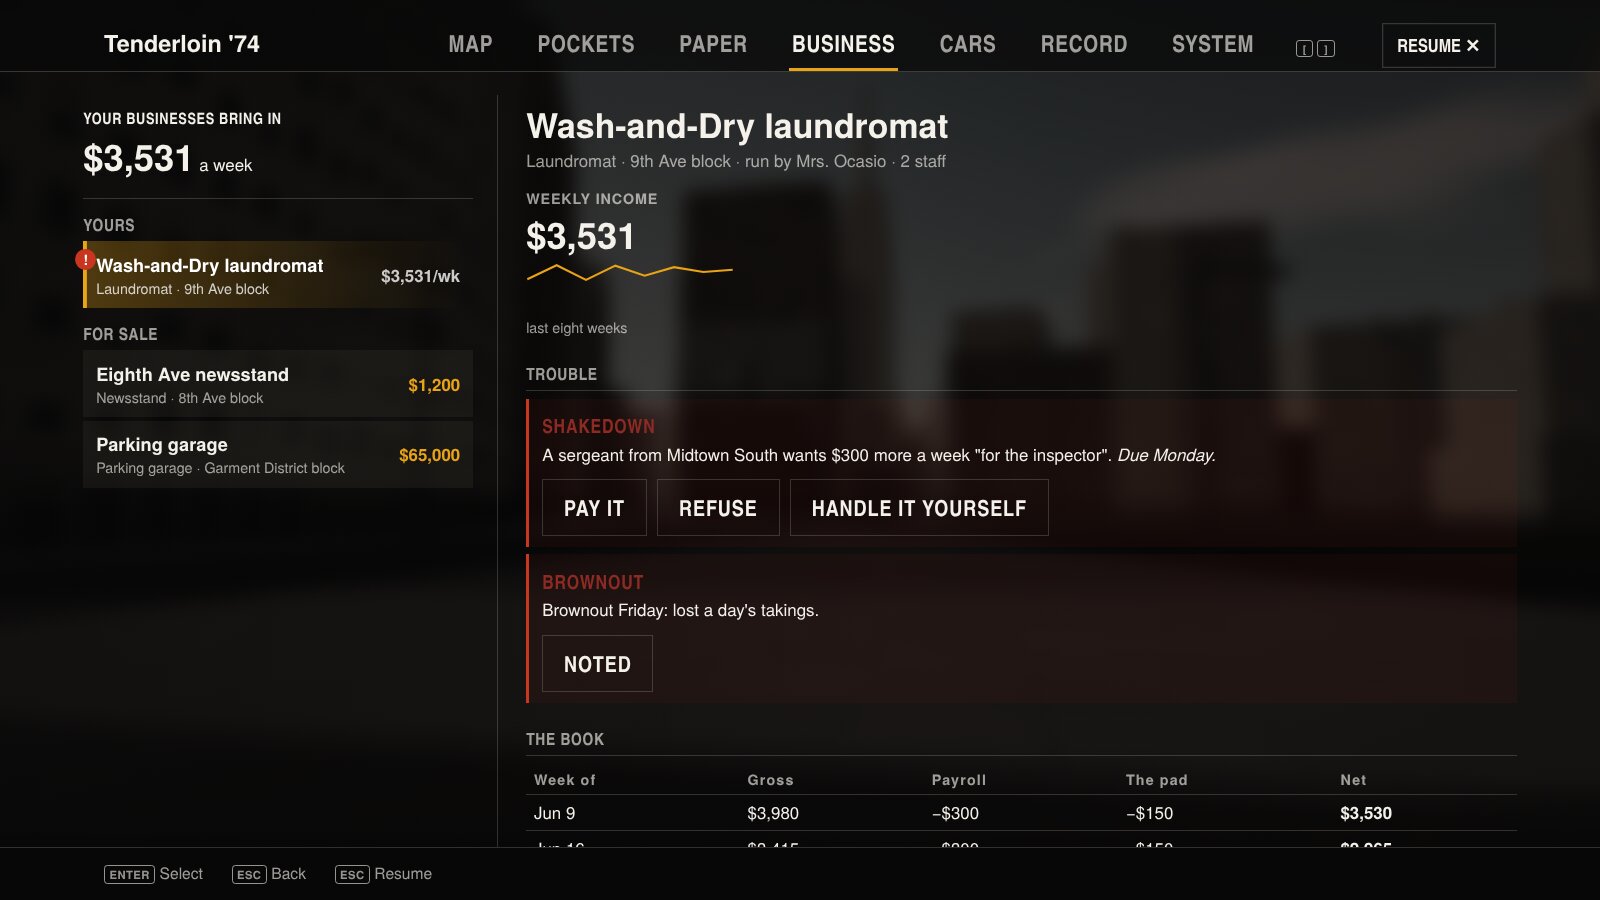 Tenderloin '74
MAP POCKETS PAPER BUSINESS CARS RECORD SYSTEM [ ] RESUME ✕
YOUR BUSINESSES BRING IN
$3,531 a week
YOURS
!
Wash-and-Dry laundromat
Laundromat · 9th Ave block
$3,531/wk
FOR SALE
Eighth Ave newsstand
Newsstand · 8th Ave block
$1,200
Parking garage
Parking garage · Garment District block
$65,000
Wash-and-Dry laundromat
Laundromat · 9th Ave block · run by Mrs. Ocasio · 2 staff
WEEKLY INCOME
$3,531
last eight weeks
TROUBLE
SHAKEDOWN
A sergeant from Midtown South wants $300 more a week "for the inspector". Due Monday.
PAY IT REFUSE HANDLE IT YOURSELF
BROWNOUT
Brownout Friday: lost a day's takings.
NOTED
THE BOOK
Week of Gross Payroll The pad Net
Jun 9 $3,980 −$300 −$150 $3,530
ENTER Select ESC Back ESC Resume